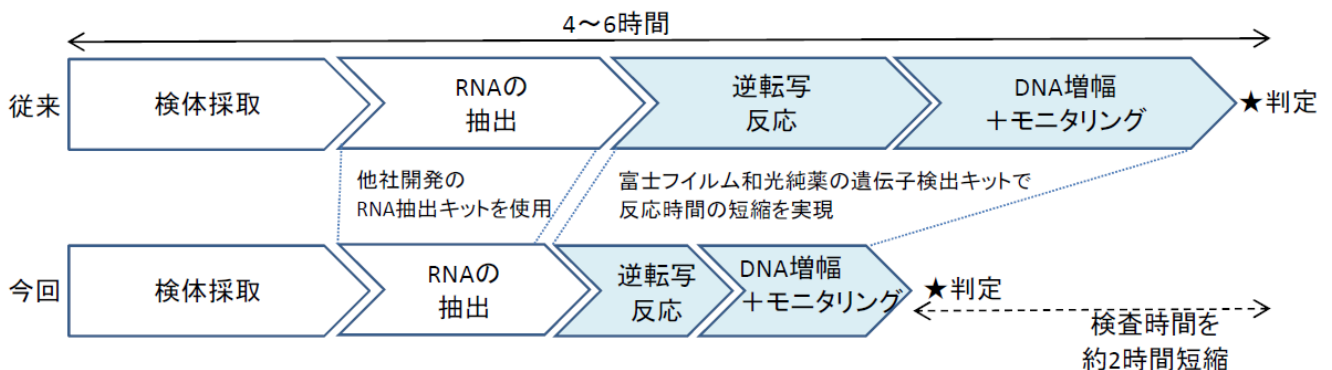 4～6時間
従来
検体採取
RNAの
抽出
逆転写
反応
DNA増幅
＋モニタリング
★判定
他社開発の
RNA抽出キットを使用
富士フイルム和光純薬の遺伝子検出キットで
反応時間の短縮を実現
今回
検体採取
RNAの
抽出
逆転写
反応
DNA増幅
＋モニタリング
★判定
検査時間を
約2時間短縮